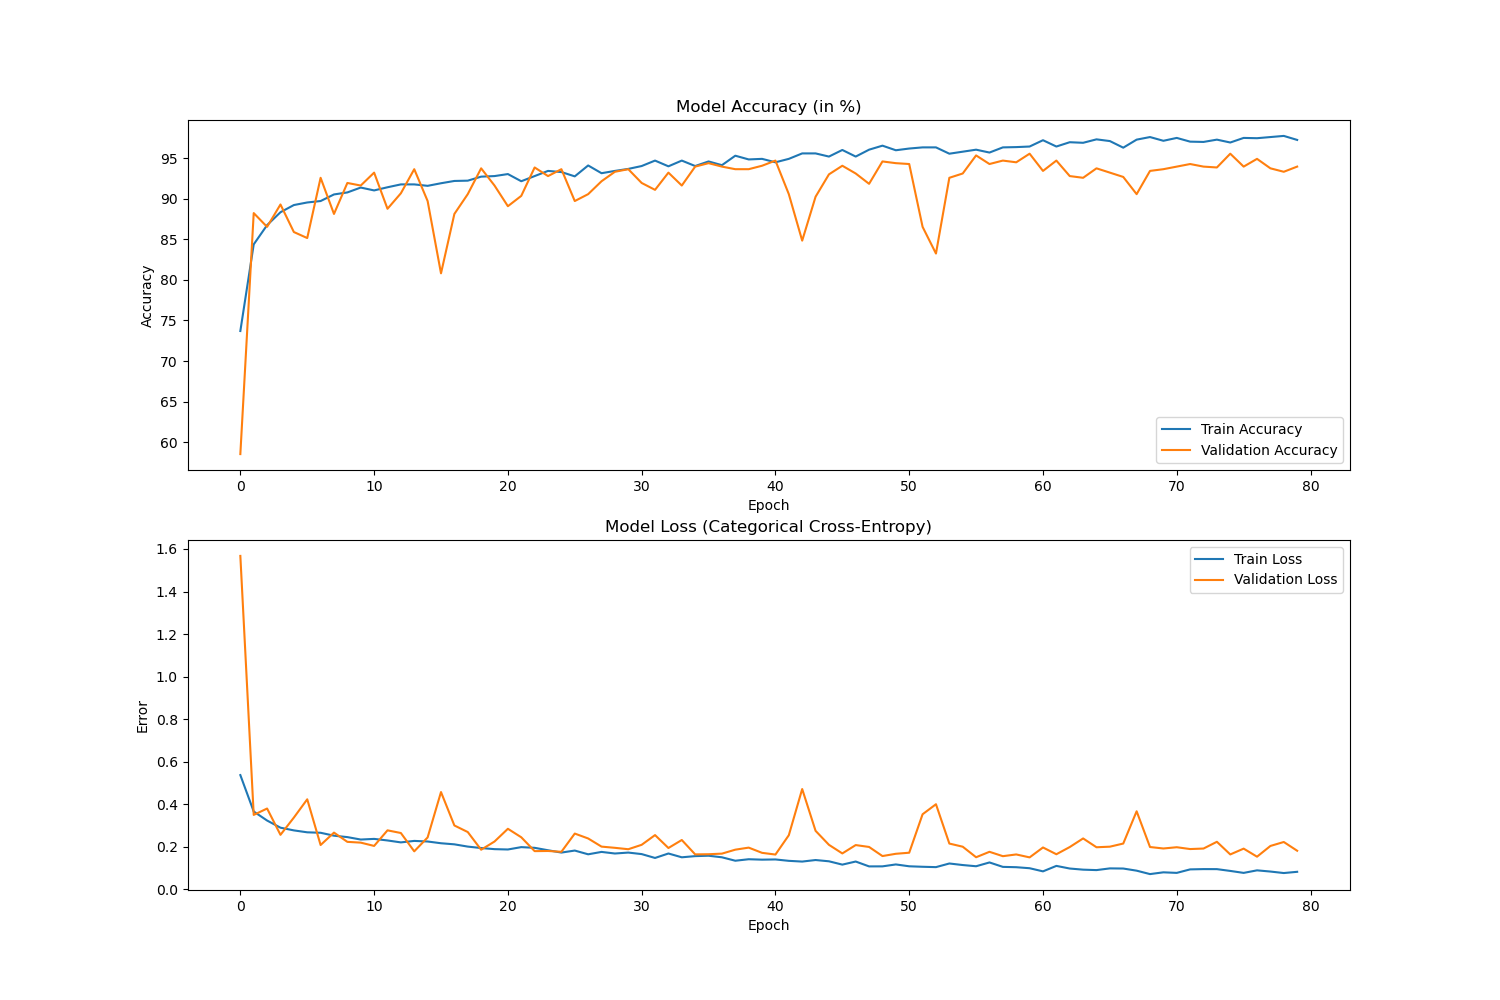 Model Accuracy (in %)
95
90
85
80
75
70
65
60
Accuracy
Train Accuracy
Validation Accuracy
0 10 20 30 40 50 60 70 80
Epoch
Model Loss (Categorical Cross-Entropy)
1.6
1.4
1.2
1.0
0.8
0.6
0.4
0.2
0.0
Error
Train Loss
Validation Loss
0 10 20 30 40 50 60 70 80
Epoch